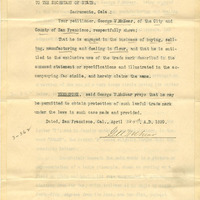 TO THE SECRETARY OF STATE,
Sacramento, Cala.
Your petitioner, George W. McNear, of the City and
County of San Francisco, respectfully shows:
That he is engaged in the business of buying, sell-
ing, manufacturing and dealing in flour, and that he is entit-
led to the exclusive use of the trade mark described in the
annexed statement or specifications and illustrated in the ac-
companying fac-simile, and hereby claims the same.
THEREFORE, said George W. McNear prays that he may
be permitted to obtain protection of such lawful trade mark
under the laws in such case made and provided.
Dated, San Francisco, Cal., April A.D. 1890.